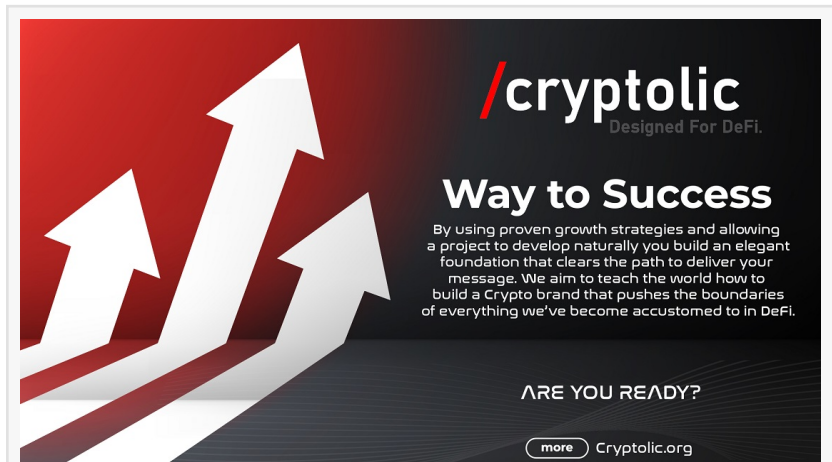 /cryptolic
Designed For DeFi.
Way to Success
By using proven growth strategies and allowing
a project to develop naturally you build an elegant
foundation that clears the path to deliver your
message. We aim to teach the world how to
build a Crypto brand that pushes the boundaries
of everything we've become accustomed to in DeFi.
ARE YOU READY?
more Cryptolic.org